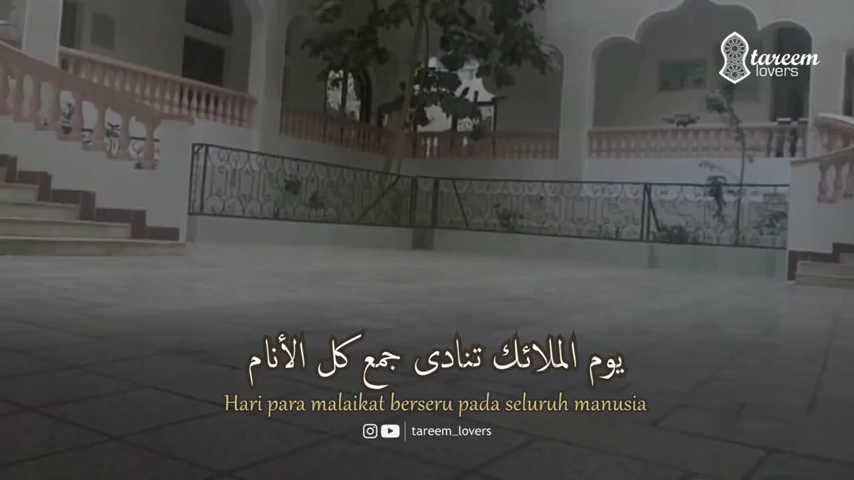 tareem
lovers
يوم الملائك تنادى جمع كل الأنام
Hari para malaikat berseru pada seluruh manusia
tareem_lovers